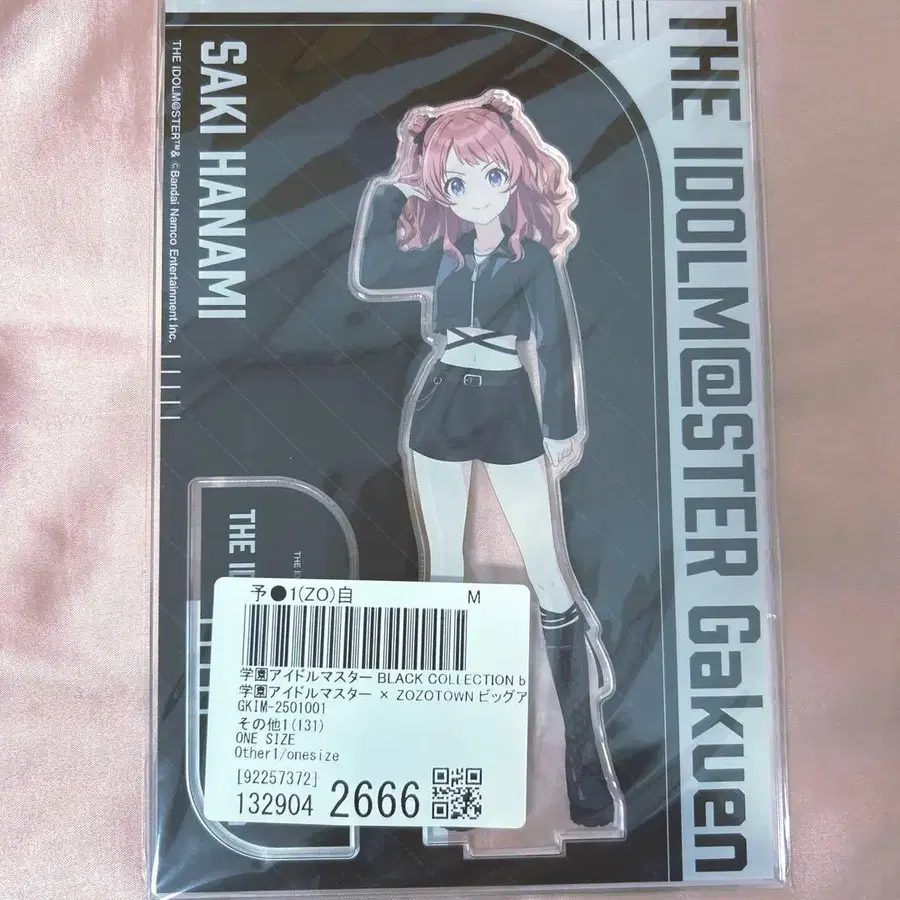 THE IDOLM@STER Gakuen
SAKI HANAMI
THE IDOLM@STER™& ©Bandai Namco Entertainment Inc.
THE
THE
予●1(ZO)自 M
学園アイドルマスター BLACK COLLECTION b
学園アイドルマスター × ZOZOTOWN ビッグア
GKIM-2501001
その他1(I31)
ONE SIZE
Other1/onesize
[92257372]
132904 2666